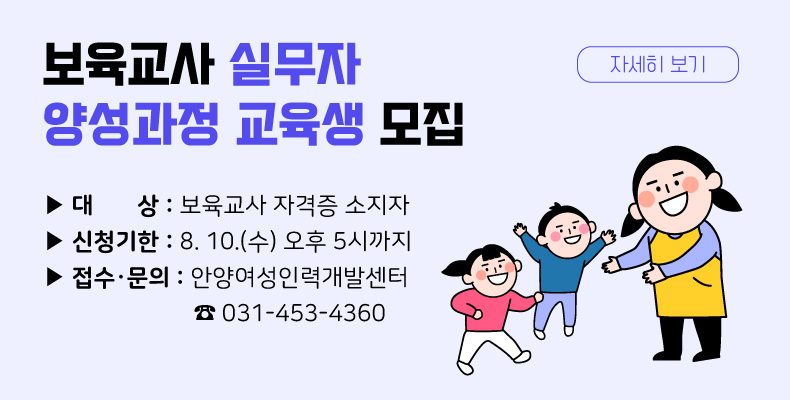 보육교사 실무자
양성과정 교육생 모집
자세히 보기
▶ 대 상 : 보육교사 자격증 소지자
▶ 신청기한 : 8. 10.(수) 오후 5시까지
▶ 접수·문의 : 안양여성인력개발센터
☎ 031-453-4360